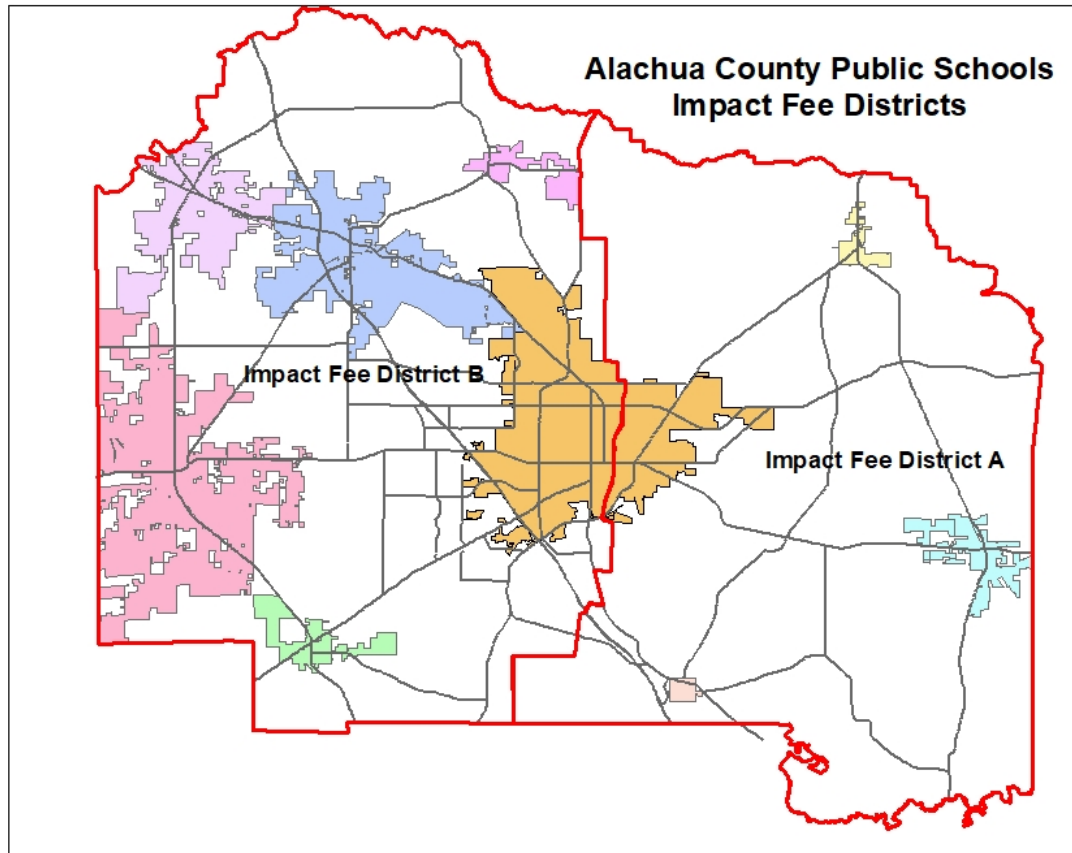 Alachua County Public Schools
Impact Fee Districts
Impact Fee District B
Impact Fee District A